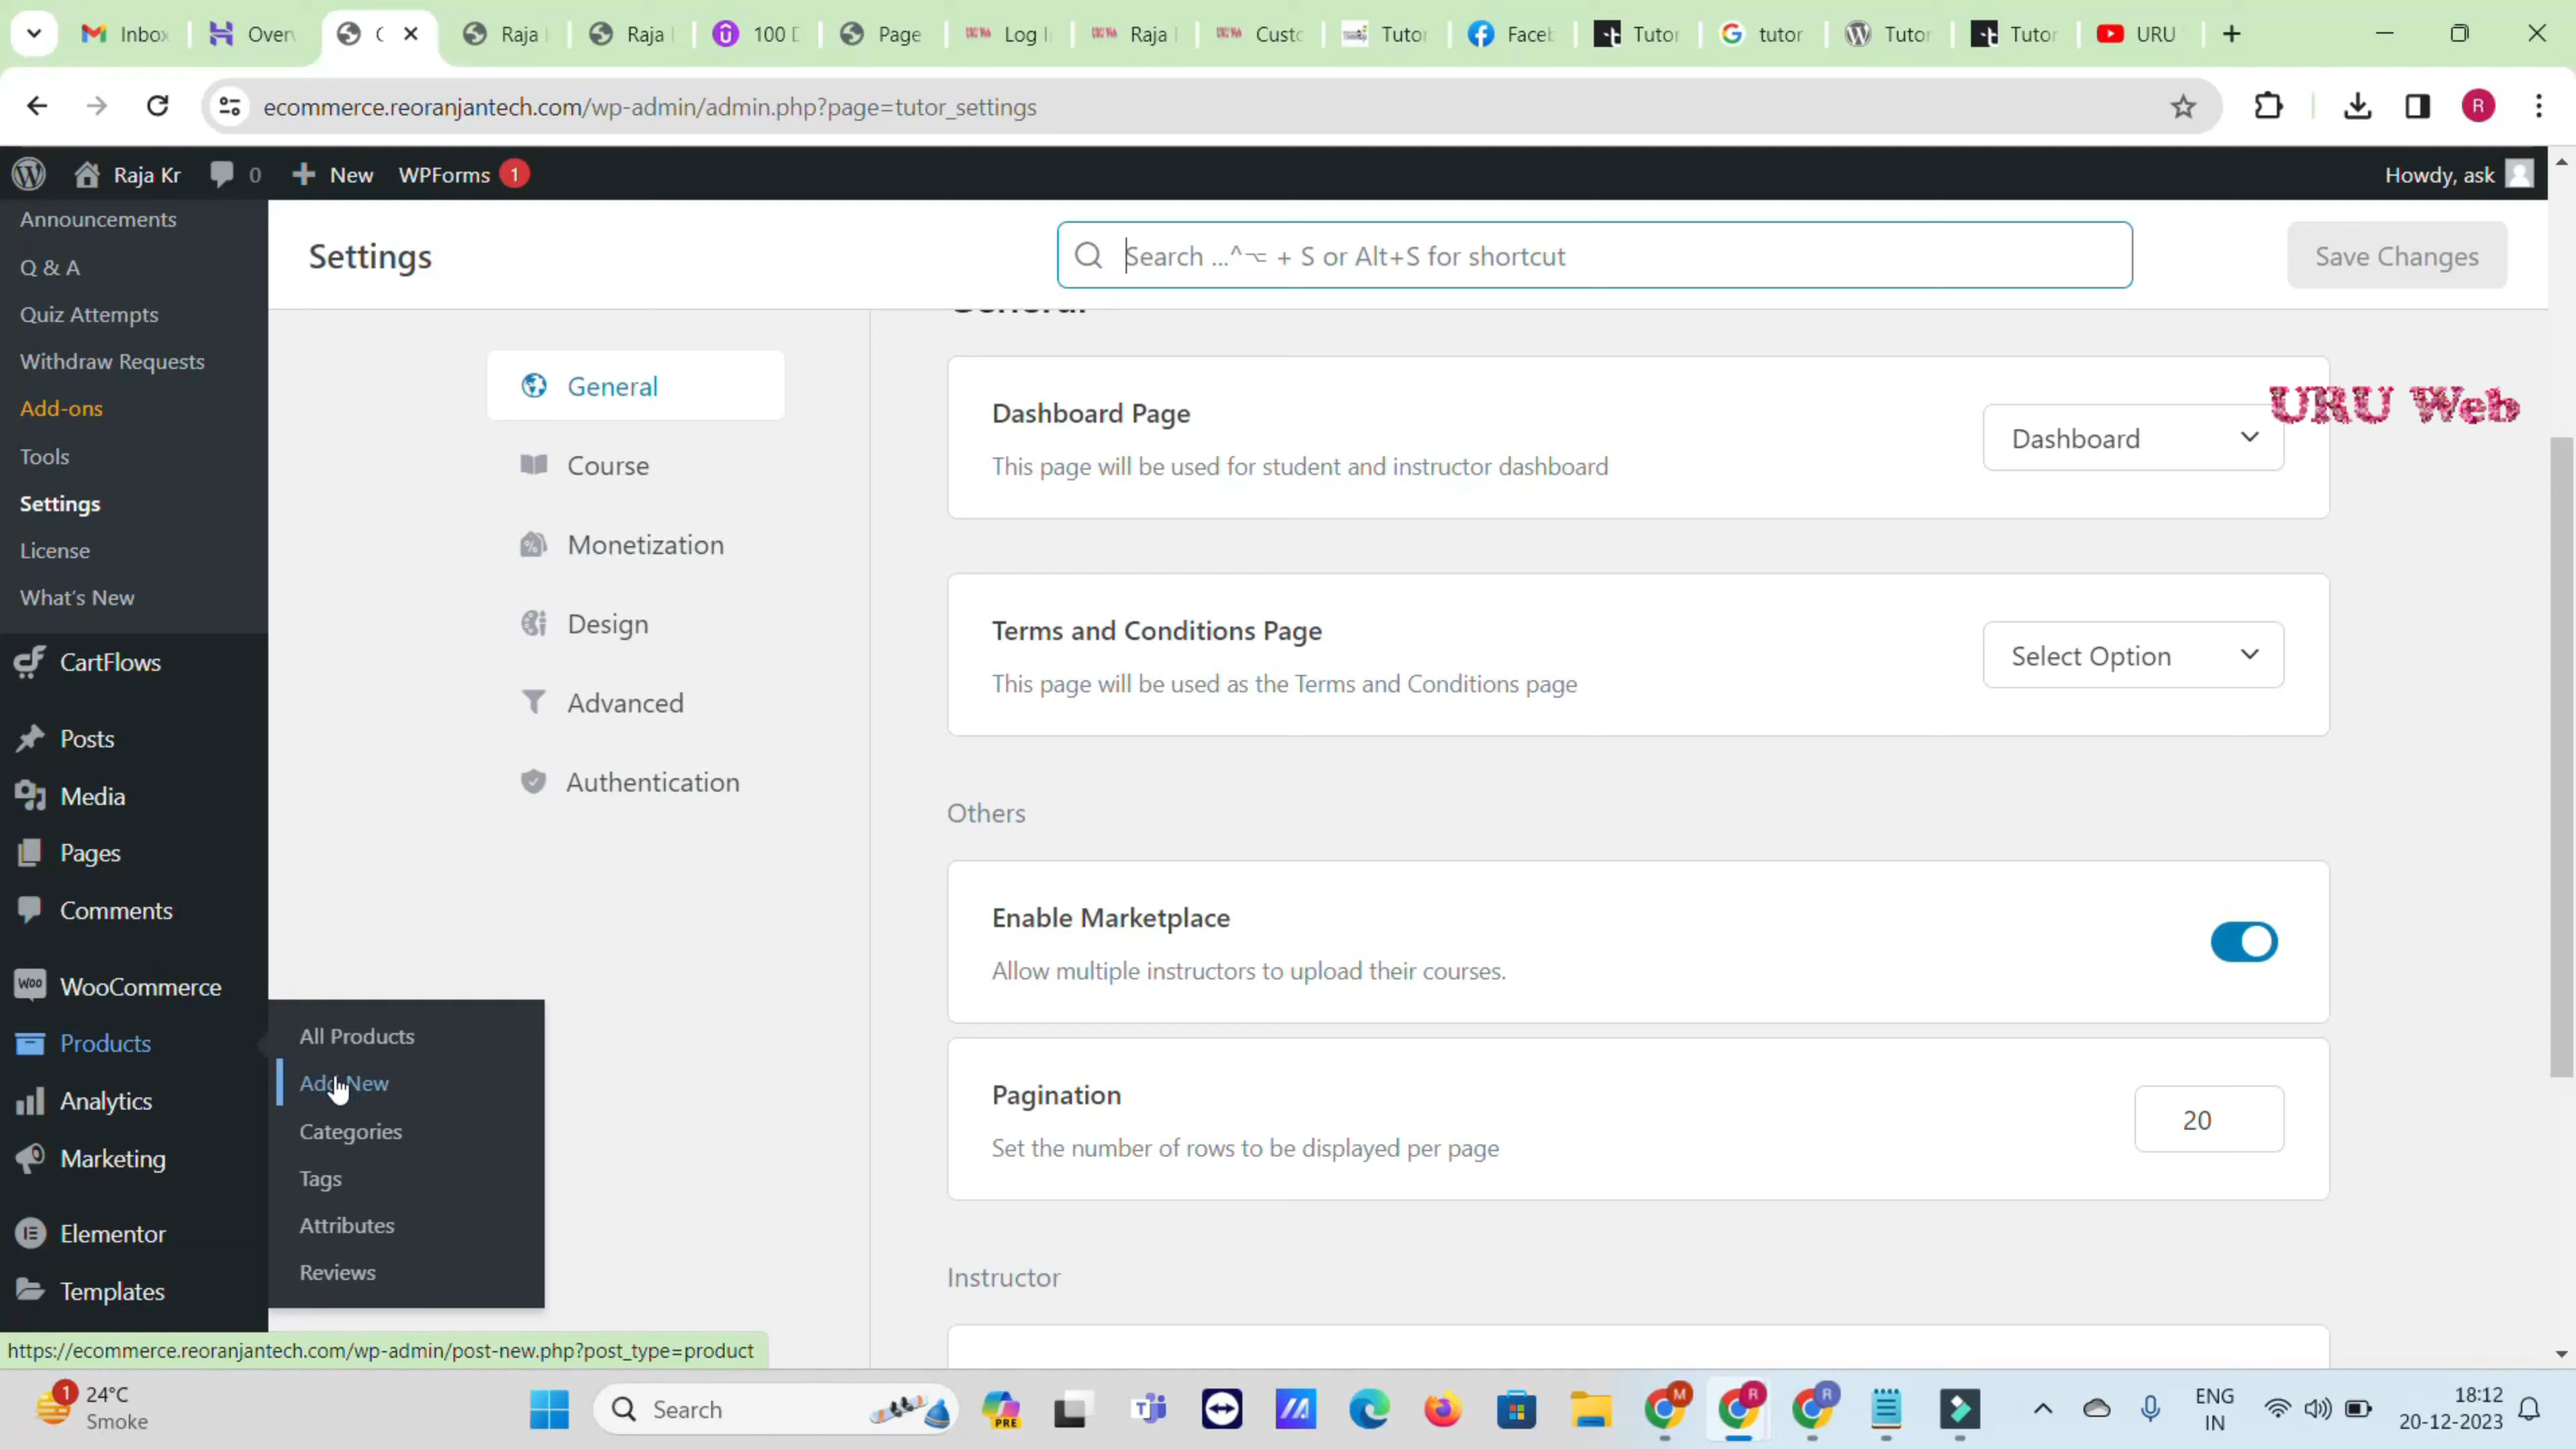 Inbox
Over
C
Raja
Raja
100 D
Page
Log I
Raja
Custo
Tutor
Faceb
Tutor
tutor
Tutor
Tutor
URU
ecommerce.reoranjantech.com/wp-admin/admin.php?page=tutor_settings
R
Raja Kr
0
New
WPForms
1
Howdy, ask
Announcements
Q & A
Quiz Attempts
Withdraw Requests
Add-ons
Tools
Settings
License
What's New
CartFlows
Posts
Media
Pages
Comments
WooCommerce
Products
Analytics
Marketing
Elementor
Templates
All Products
Add New
Categories
Tags
Attributes
Reviews
Settings
Search ...^⌥ + S or Alt+S for shortcut
Save Changes
General
Course
Monetization
Design
Advanced
Authentication
General
Dashboard Page
This page will be used for student and instructor dashboard
Dashboard
URU Web
Terms and Conditions Page
This page will be used as the Terms and Conditions page
Select Option
Others
Enable Marketplace
Allow multiple instructors to upload their courses.
Pagination
Set the number of rows to be displayed per page
20
Instructor
https://ecommerce.reoranjantech.com/wp-admin/post-new.php?post_type=product
1
24°C
Smoke
Search
PRE
M
R
R
ENG
IN
18:12
20-12-2023